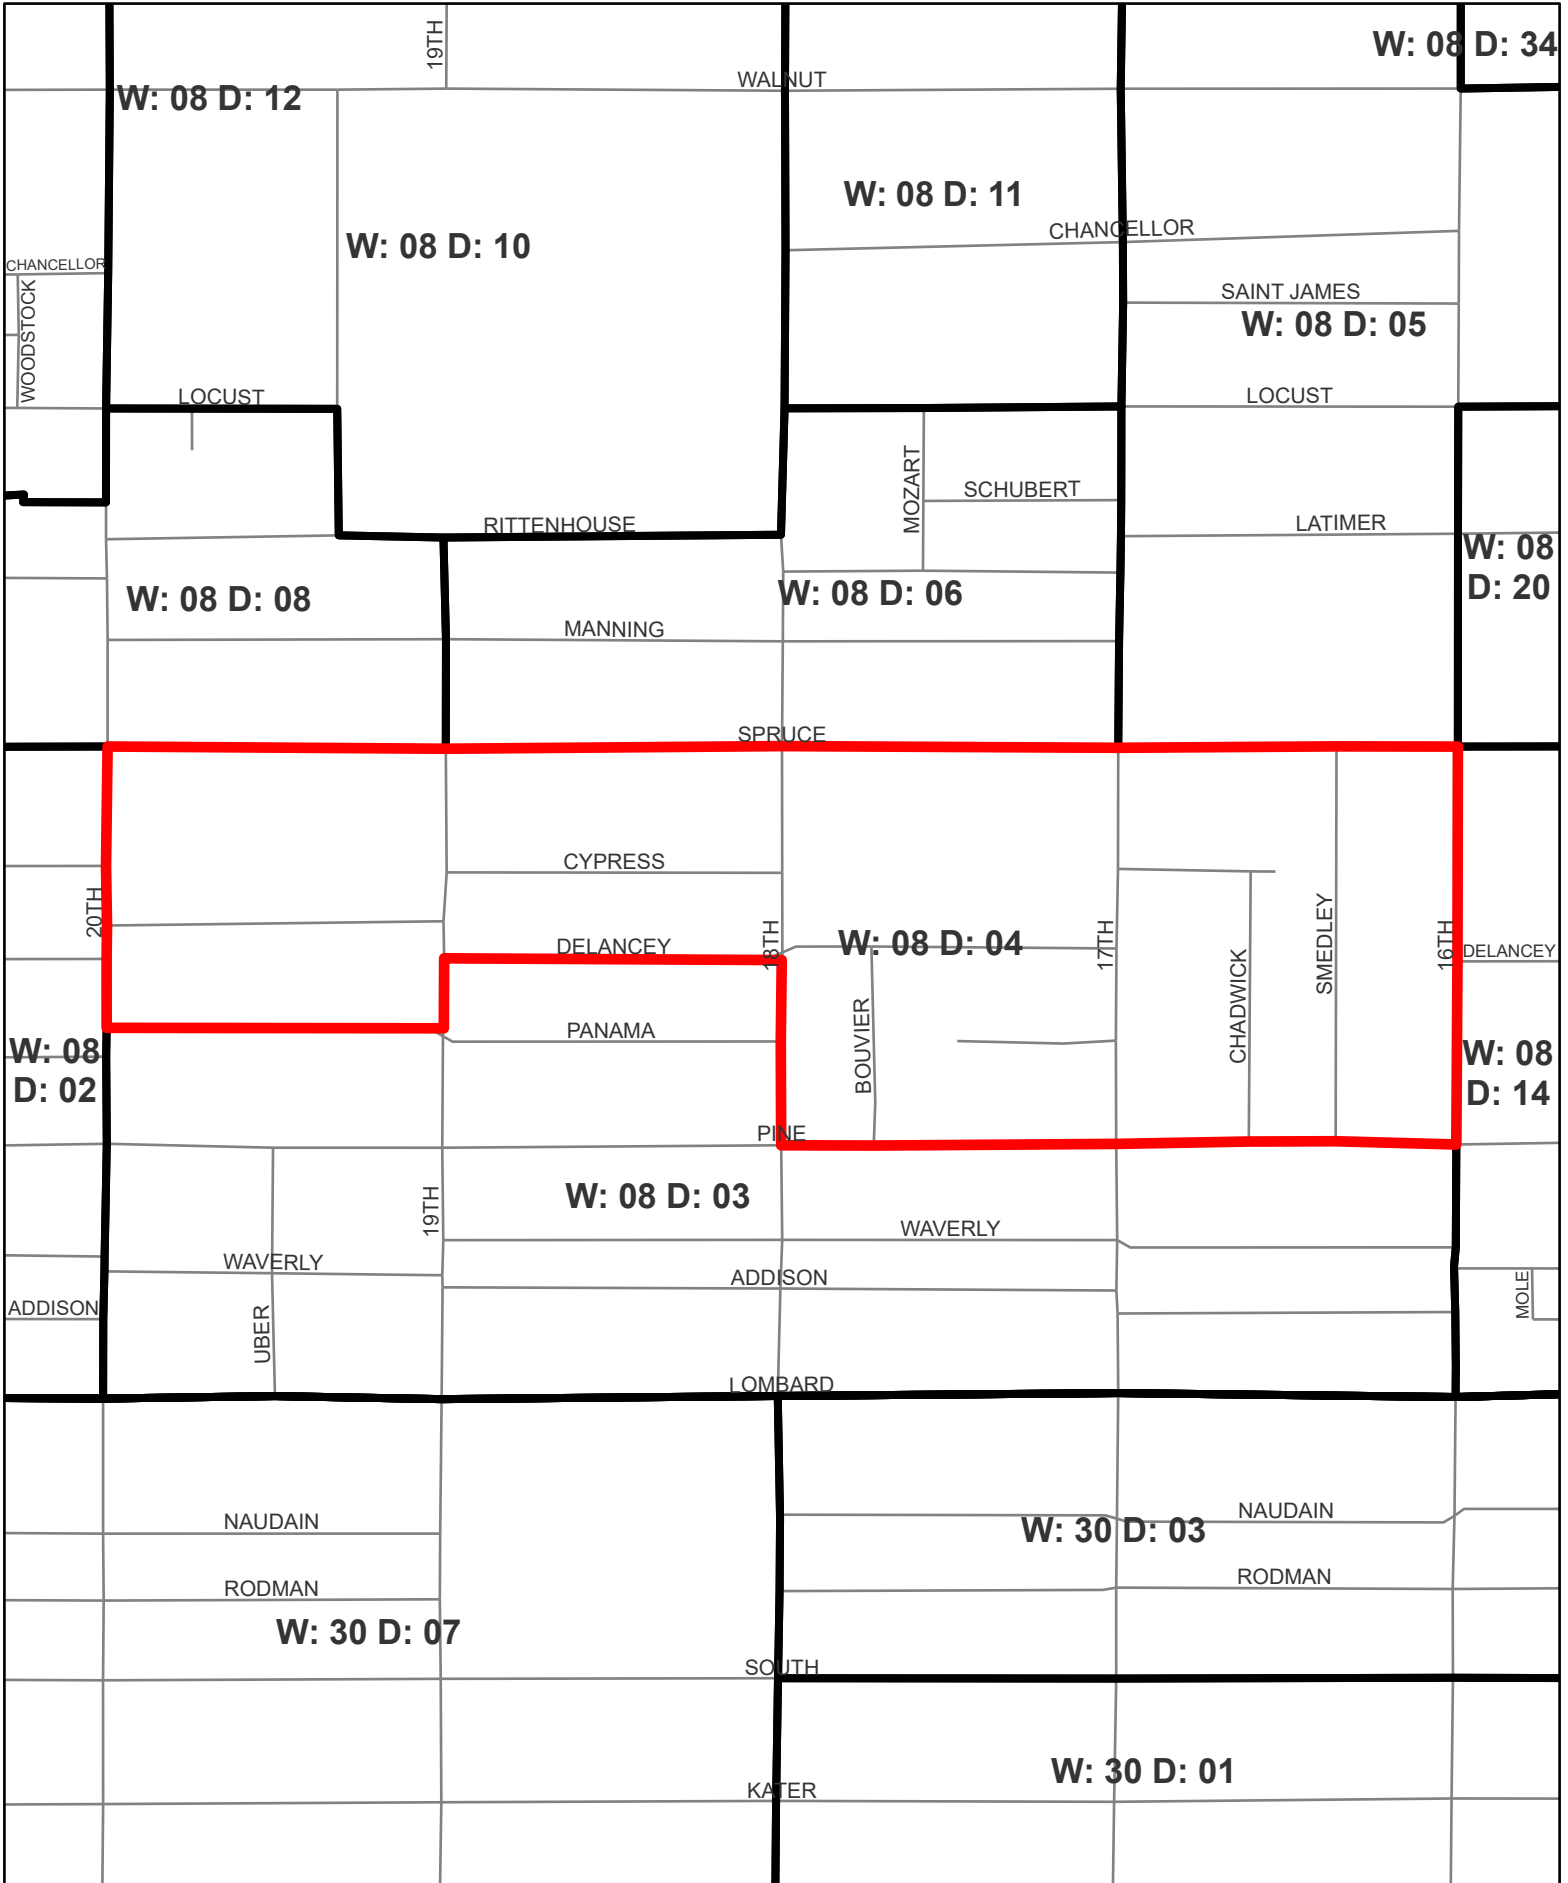 19TH
W: 08 D: 34
WALNUT
W: 08 D: 12
W: 08 D: 11
CHANCELLOR
W: 08 D: 10
CHANCELLOR
SAINT JAMES
W: 08 D: 05
WOODSTOCK
LOCUST
LOCUST
MOZART
SCHUBERT
RITTENHOUSE
LATIMER
W: 08
D: 20
W: 08 D: 08
W: 08 D: 06
MANNING
SPRUCE
CYPRESS
20TH
DELANCEY
18TH
W: 08 D: 04
17TH
SMEDLEY
16TH
DELANCEY
CHADWICK
PANAMA
BOUVIER
W: 08
D: 02
W: 08
D: 14
PINE
W: 08 D: 03
19TH
WAVERLY
WAVERLY
ADDISON
ADDISON
UBER
MOLE
LOMBARD
NAUDAIN
NAUDAIN
W: 30 D: 03
RODMAN
RODMAN
W: 30 D: 07
SOUTH
W: 30 D: 01
KATER